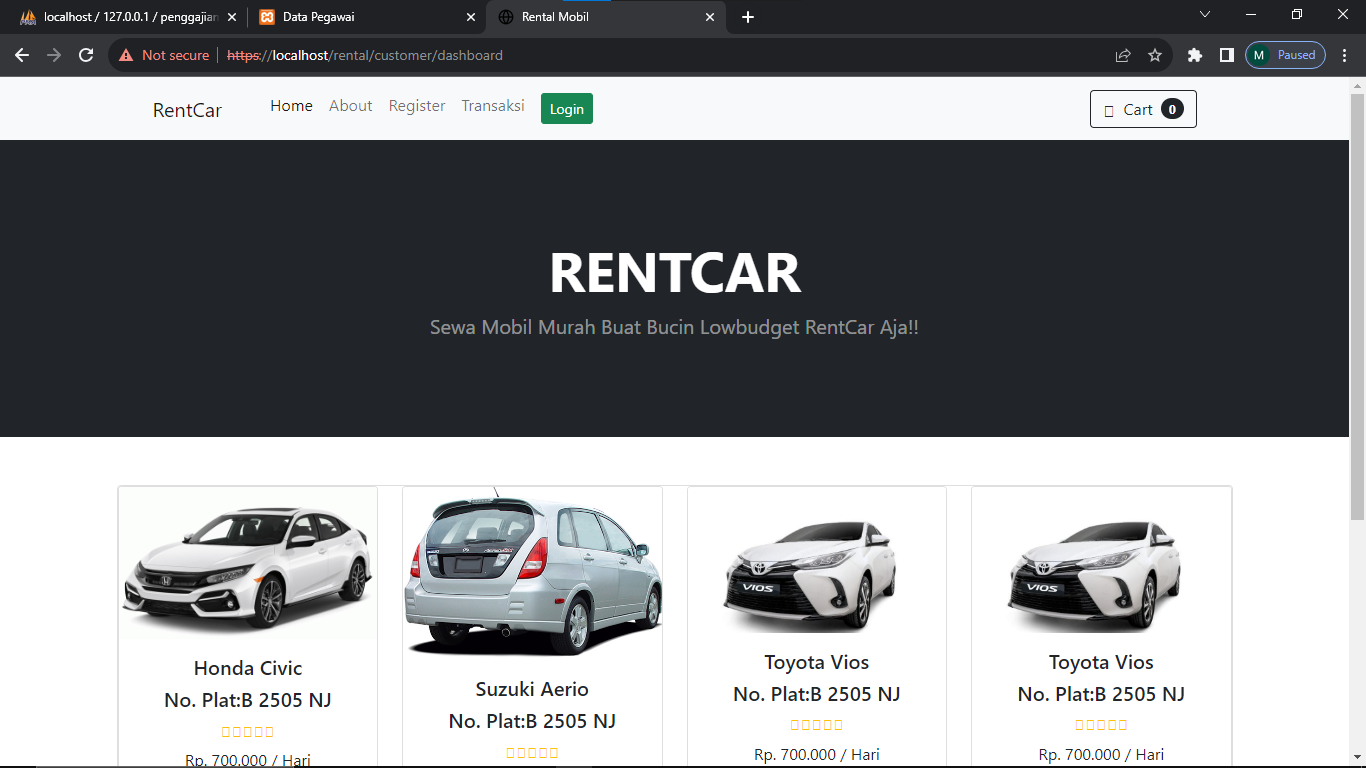 localhost / 127.0.0.1 / penggajian
Data Pegawai
Rental Mobil
Not secure
https://localhost/rental/customer/dashboard
M Paused
RentCar
Home
About
Register
Transaksi
Login
Cart 0
RENTCAR
Sewa Mobil Murah Buat Bucin Lowbudget RentCar Aja!!
Honda Civic
No. Plat:B 2505 NJ
Rp. 700.000 / Hari
Suzuki Aerio
No. Plat:B 2505 NJ
VIOS
Toyota Vios
No. Plat:B 2505 NJ
Rp. 700.000 / Hari
VIOS
Toyota Vios
No. Plat:B 2505 NJ
Rp. 700.000 / Hari